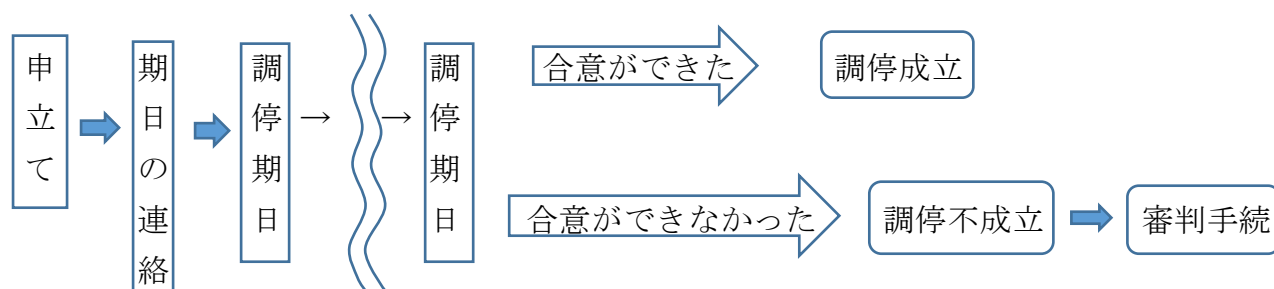 申立て
期日の連絡
調停期日
→
→
調停期日
合意ができた
調停成立
合意ができなかった
調停不成立
審判手続